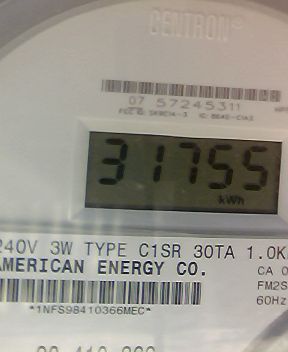 CENTRON®
07 57245311
31755
kWh
240V 3W TYPE C1SR 30TA 1.0K
AMERICAN ENERGY CO.
CA 0
FM2S
60Hz
*1NFS98410366MEC*